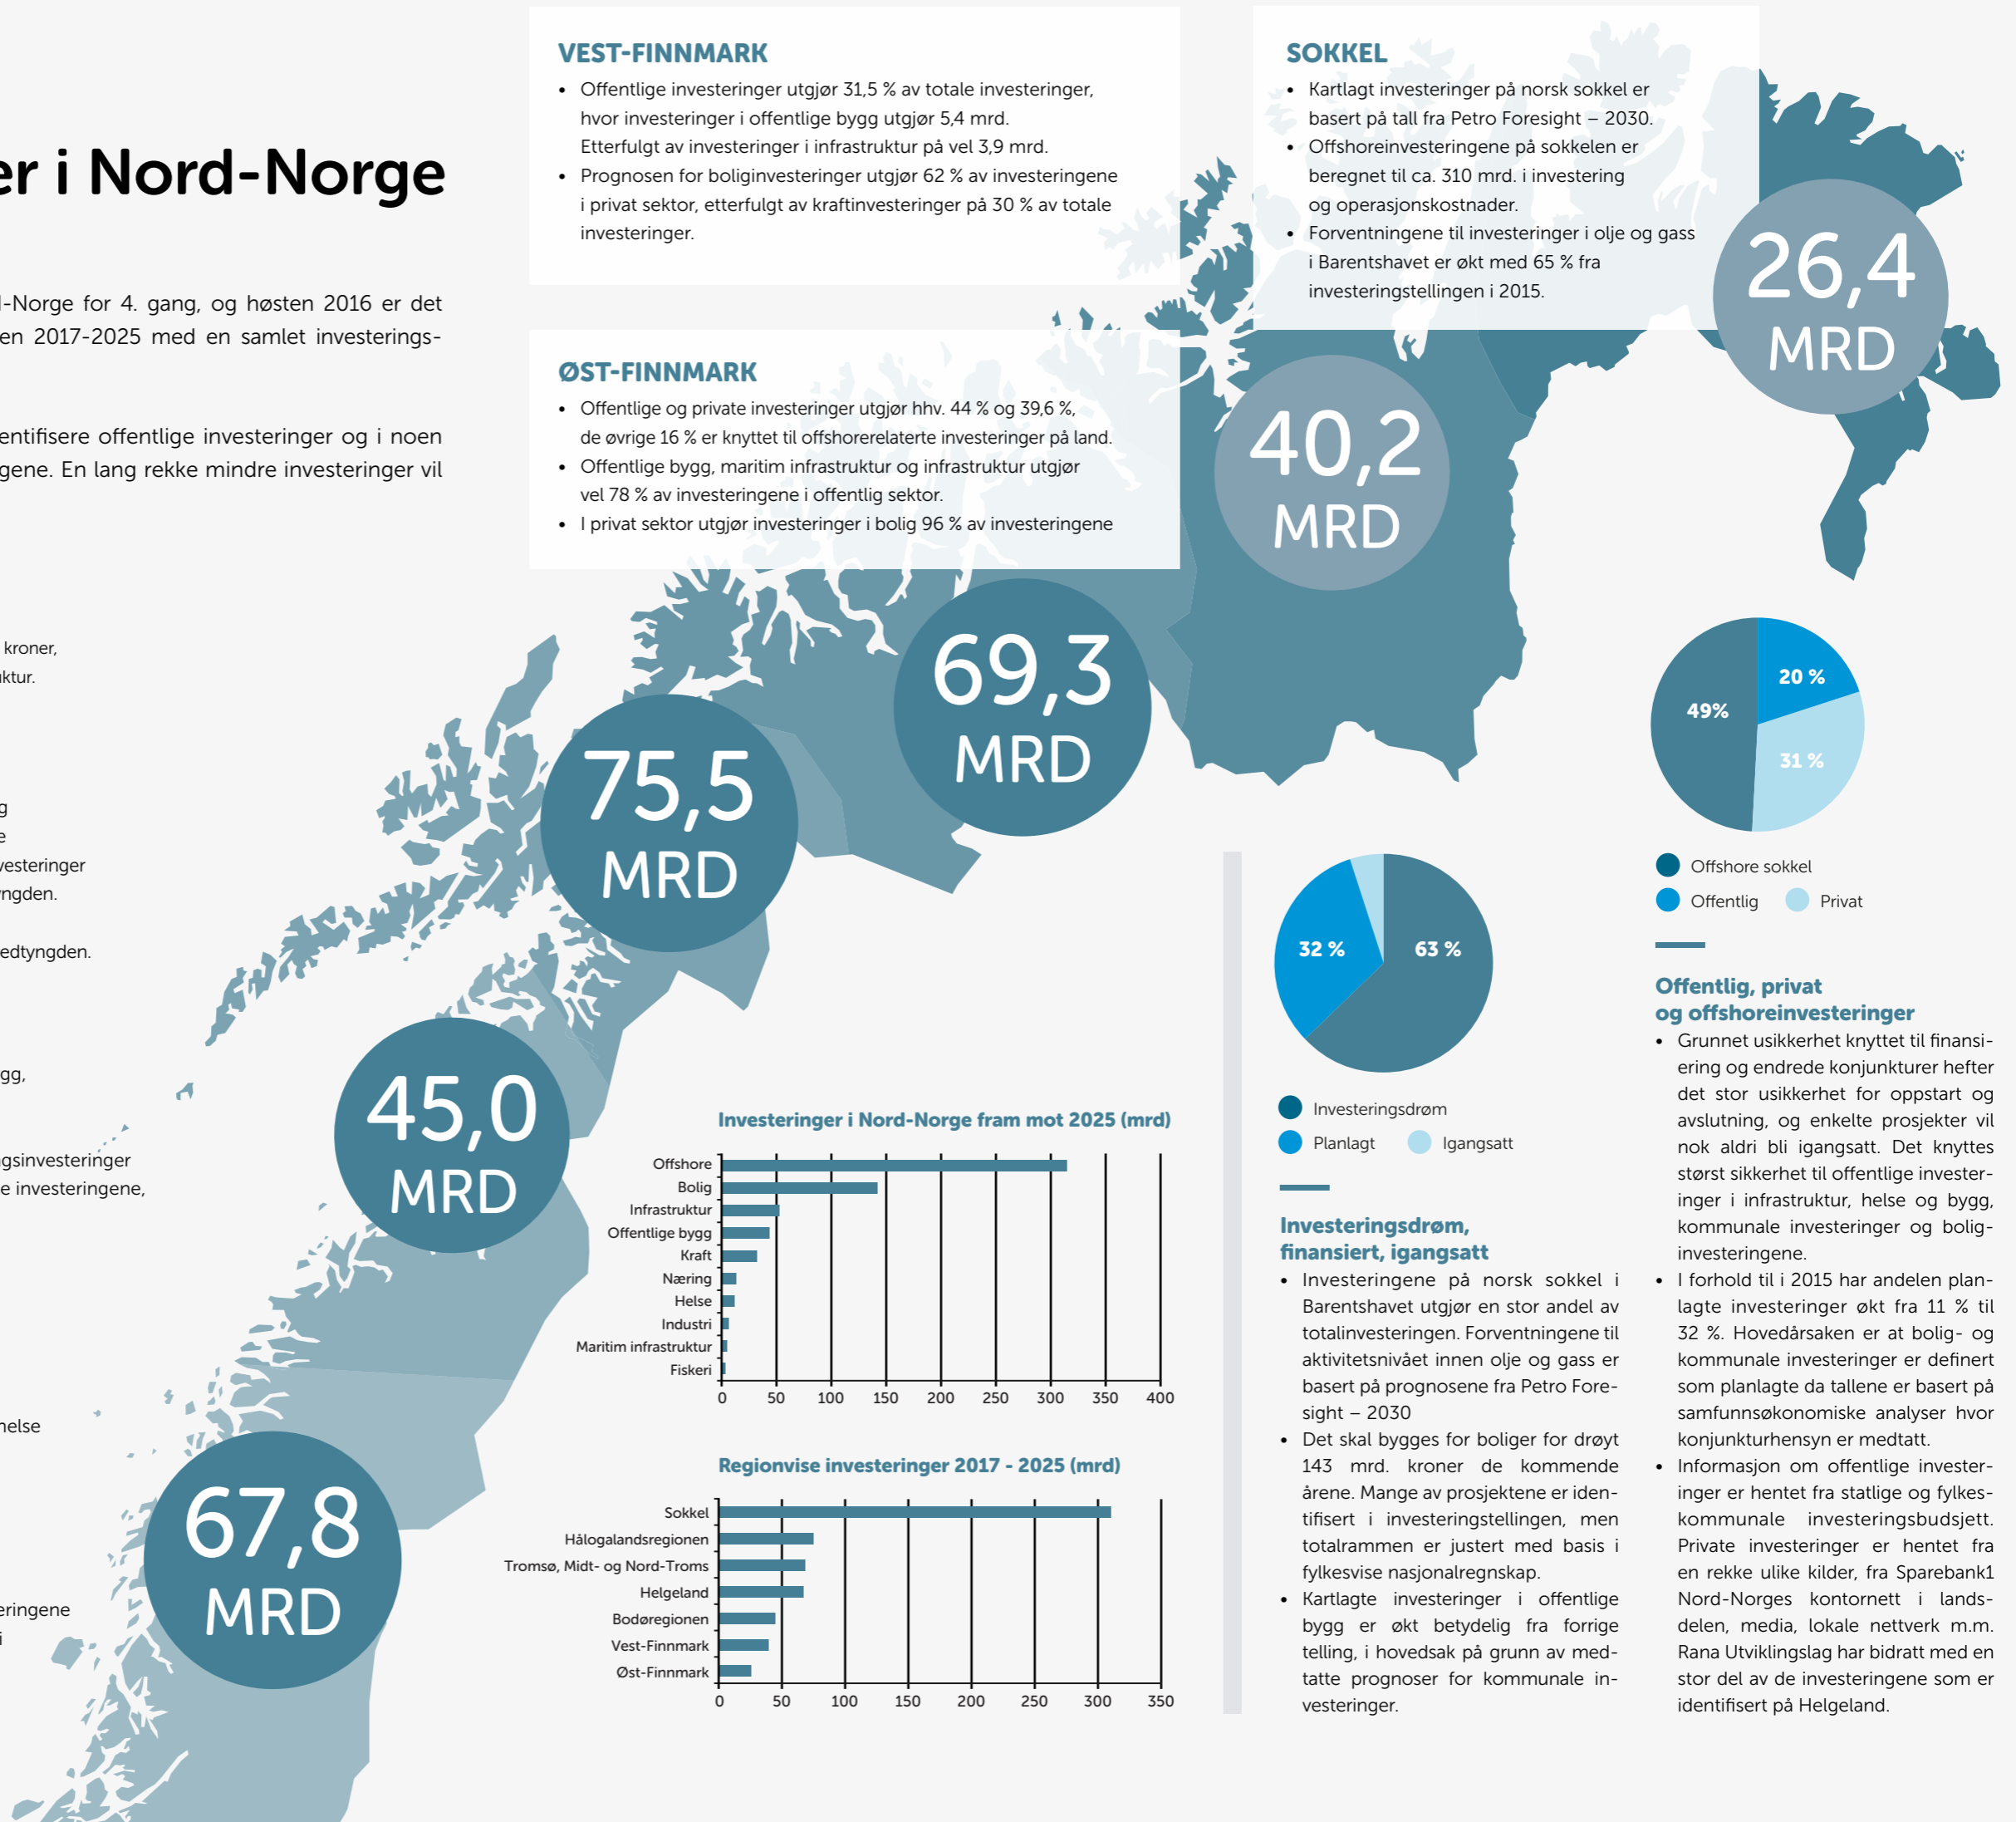 er i Nord-Norge
-Norge for 4. gang, og høsten 2016 er det
en 2017-2025 med en samlet investerings-
entifisere offentlige investeringer og i noen
gene. En lang rekke mindre investeringer vil
kroner,
ktur.
g
e
vesteringer
ngden.
edtyngden.
gg,
gsinvesteringer
e investeringene,
helse
eringene
i
VEST-FINNMARK
• Offentlige investeringer utgjør 31,5 % av totale investeringer,
hvor investeringer i offentlige bygg utgjør 5,4 mrd.
Etterfulgt av investeringer i infrastruktur på vel 3,9 mrd.
• Prognosen for boliginvesteringer utgjør 62 % av investeringene
i privat sektor, etterfulgt av kraftinvesteringer på 30 % av totale
investeringer.
ØST-FINNMARK
• Offentlige og private investeringer utgjør hhv. 44 % og 39,6 %,
de øvrige 16 % er knyttet til offshorerelaterte investeringer på land.
• Offentlige bygg, maritim infrastruktur og infrastruktur utgjør
vel 78 % av investeringene i offentlig sektor.
• I privat sektor utgjør investeringer i bolig 96 % av investeringene
SOKKEL
• Kartlagt investeringer på norsk sokkel er
basert på tall fra Petro Foresight – 2030.
• Offshoreinvesteringene på sokkelen er
beregnet til ca. 310 mrd. i investering
og operasjonskostnader.
• Forventningene til investeringer i olje og gass
i Barentshavet er økt med 65 % fra
investeringstellingen i 2015.
26,4
MRD
40,2
MRD
69,3
MRD
75,5
MRD
45,0
MRD
67,8
MRD
Investeringer i Nord-Norge fram mot 2025 (mrd)
Offshore
Bolig
Infrastruktur
Offentlige bygg
Kraft
Næring
Helse
Industri
Maritim infrastruktur
Fiskeri
0 50 100 150 200 250 300 350 400
Regionvise investeringer 2017 - 2025 (mrd)
Sokkel
Hålogalandsregionen
Tromsø, Midt- og Nord-Troms
Helgeland
Bodøregionen
Vest-Finnmark
Øst-Finnmark
0 50 100 150 200 250 300 350
32 % 63 %
Investeringsdrøm
Planlagt Igangsatt
Investeringsdrøm,
finansiert, igangsatt
• Investeringene på norsk sokkel i
Barentshavet utgjør en stor andel av
totalinvesteringen. Forventningene til
aktivitetsnivået innen olje og gass er
basert på prognosene fra Petro Fore-
sight – 2030
• Det skal bygges for boliger for drøyt
143 mrd. kroner de kommende
årene. Mange av prosjektene er iden-
tifisert i investeringstellingen, men
totalrammen er justert med basis i
fylkesvise nasjonalregnskap.
• Kartlagte investeringer i offentlige
bygg er økt betydelig fra forrige
telling, i hovedsak på grunn av med-
tatte prognoser for kommunale in-
vesteringer.
20 %
49%
31 %
Offshore sokkel
Offentlig Privat
Offentlig, privat
og offshoreinvesteringer
• Grunnet usikkerhet knyttet til finansi-
ering og endrede konjunkturer hefter
det stor usikkerhet for oppstart og
avslutning, og enkelte prosjekter vil
nok aldri bli igangsatt. Det knyttes
størst sikkerhet til offentlige invester-
inger i infrastruktur, helse og bygg,
kommunale investeringer og bolig-
investeringene.
• I forhold til i 2015 har andelen plan-
lagte investeringer økt fra 11 % til
32 %. Hovedårsaken er at bolig- og
kommunale investeringer er definert
som planlagte da tallene er basert på
samfunnsøkonomiske analyser hvor
konjunkturhensyn er medtatt.
• Informasjon om offentlige invester-
inger er hentet fra statlige og fylkes-
kommunale investeringsbudsjett.
Private investeringer er hentet fra
en rekke ulike kilder, fra Sparebank1
Nord-Norges kontornett i lands-
delen, media, lokale nettverk m.m.
Rana Utviklingslag har bidratt med en
stor del av de investeringene som er
identifisert på Helgeland.